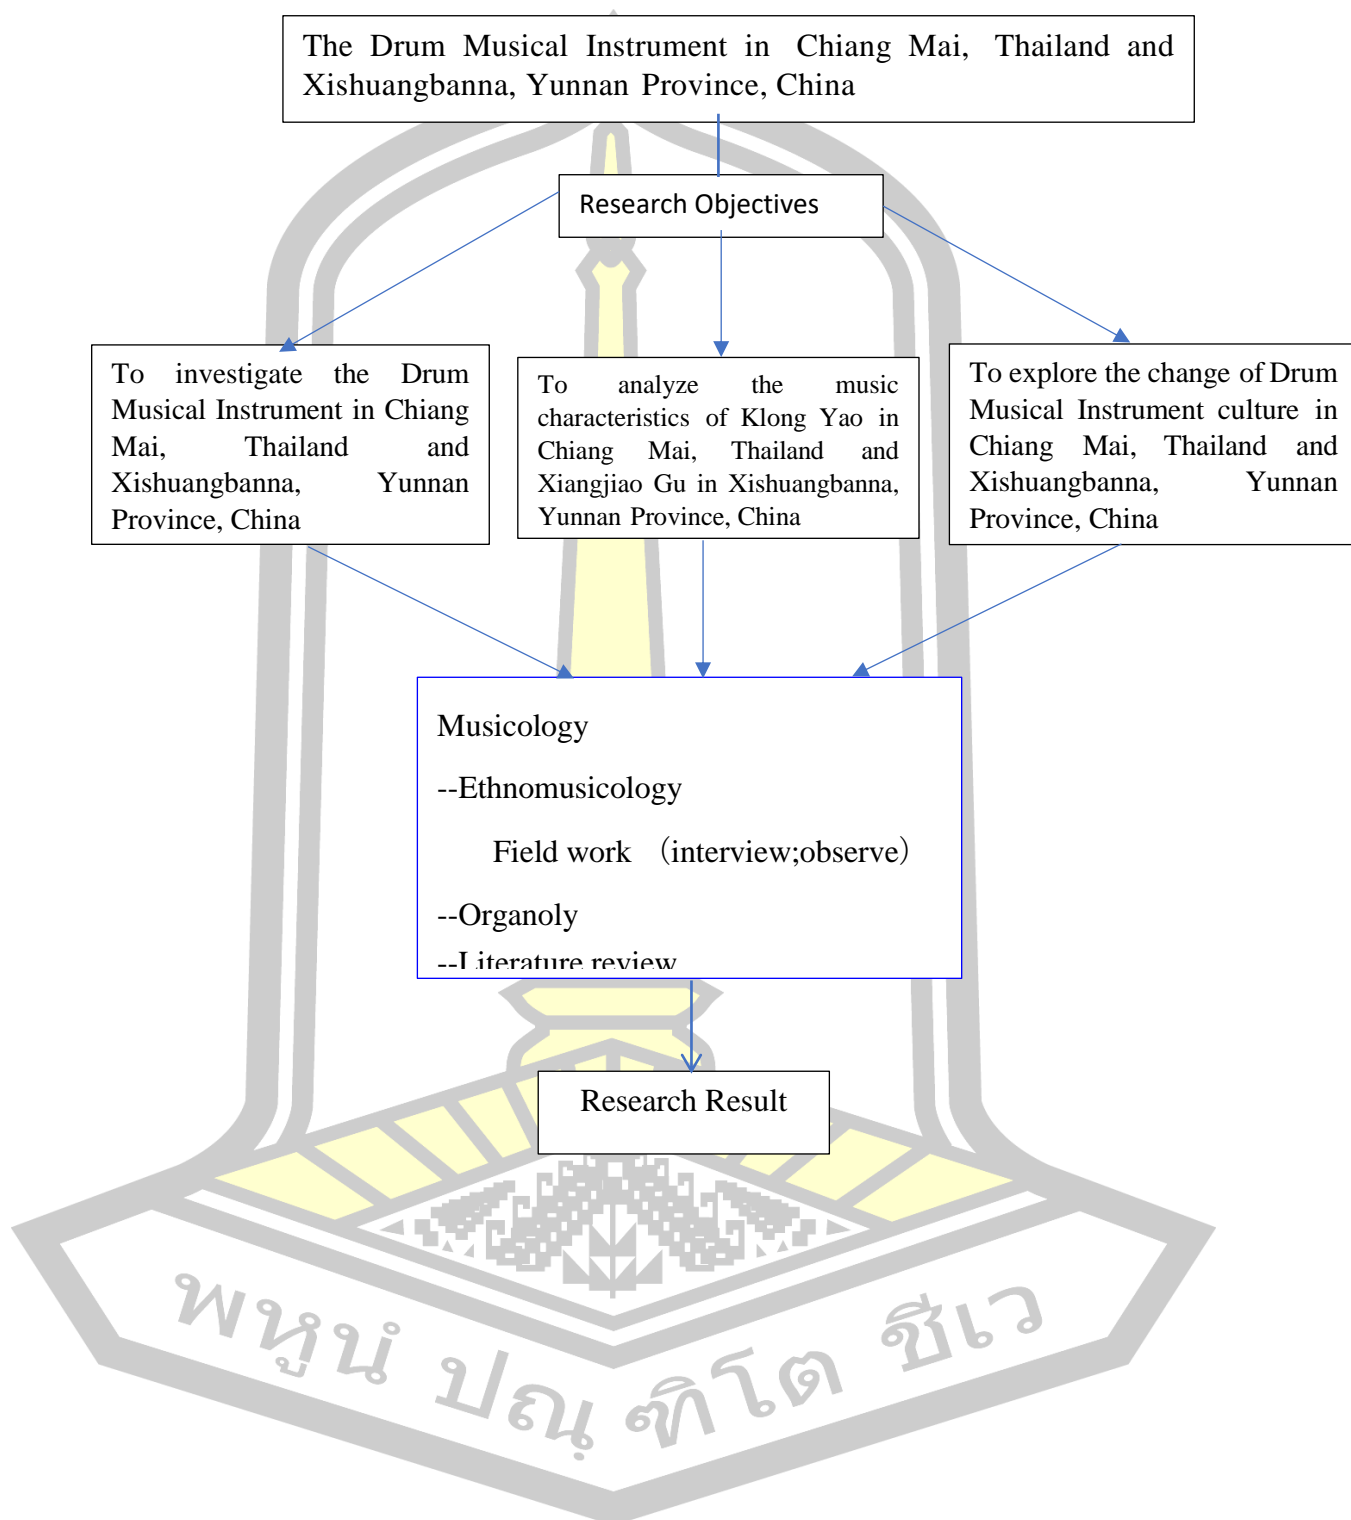 The Drum Musical Instrument in Chiang Mai, Thailand and
Xishuangbanna, Yunnan Province, China
Research Objectives
To investigate the Drum
Musical Instrument in Chiang
Mai, Thailand and
Xishuangbanna, Yunnan
Province, China
To analyze the music
characteristics of Klong Yao in
Chiang Mai, Thailand and
Xiangjiao Gu in Xishuangbanna,
Yunnan Province, China
To explore the change of Drum
Musical Instrument culture in
Chiang Mai, Thailand and
Xishuangbanna, Yunnan
Province, China
Musicology
--Ethnomusicology
Field work （interview;observe）
--Organoly
--Literature review
Research Result
พหูนํ ปณฺฑิโต ชีเว